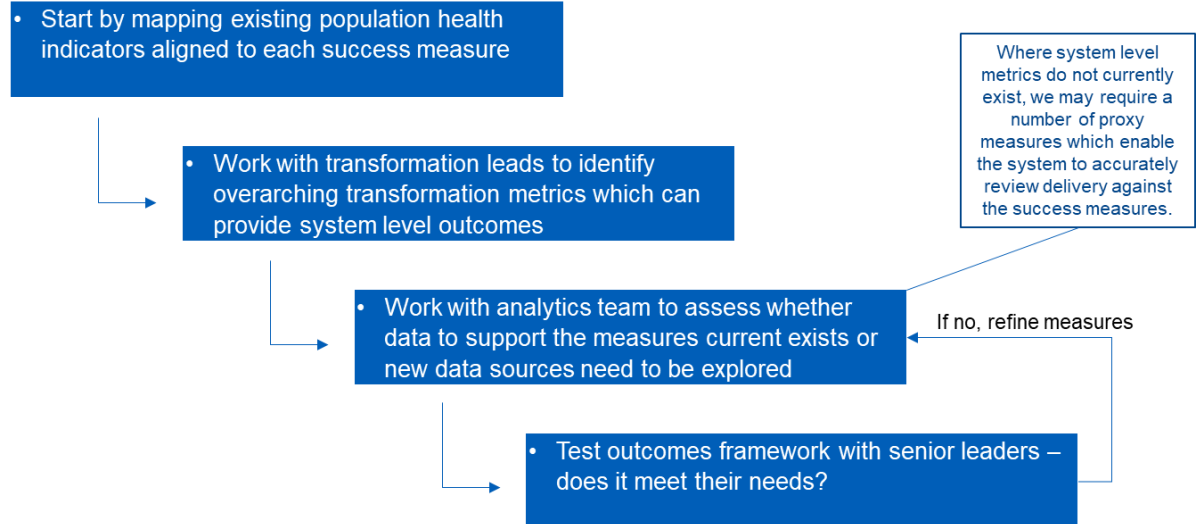 • Start by mapping existing population health
indicators aligned to each success measure
Where system level
metrics do not currently
exist, we may require a
number of proxy
measures which enable
the system to accurately
review delivery against
the success measures.
• Work with transformation leads to identify
overarching transformation metrics which can
provide system level outcomes
• Work with analytics team to assess whether
data to support the measures current exists or
new data sources need to be explored
If no, refine measures
• Test outcomes framework with senior leaders –
does it meet their needs?